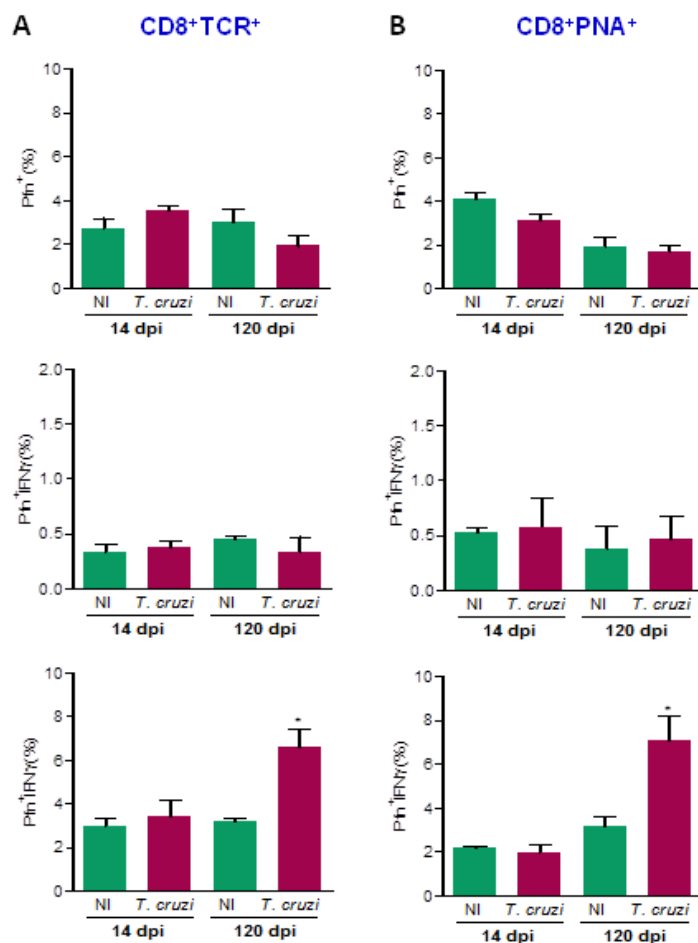 A
CD8⁺TCR⁺
Pfn⁺(%)
10
8
6
4
2
0
NI T. cruzi NI T. cruzi
14 dpi 120 dpi
Pfn⁺IFNγ(%)
2.0
1.5
1.0
0.5
0.0
NI T. cruzi NI T. cruzi
14 dpi 120 dpi
Pfn⁺IFNγ(%)
10
8
6
4
2
0
*
NI T. cruzi NI T. cruzi
14 dpi 120 dpi
B
CD8⁺PNA⁺
Pfn⁺(%)
10
8
6
4
2
0
NI T. cruzi NI T. cruzi
14 dpi 120 dpi
Pfn⁺IFNγ(%)
2.0
1.5
1.0
0.5
0.0
NI T. cruzi NI T. cruzi
14 dpi 120 dpi
Pfn⁺IFNγ(%)
10
8
6
4
2
0
*
NI T. cruzi NI T. cruzi
14 dpi 120 dpi